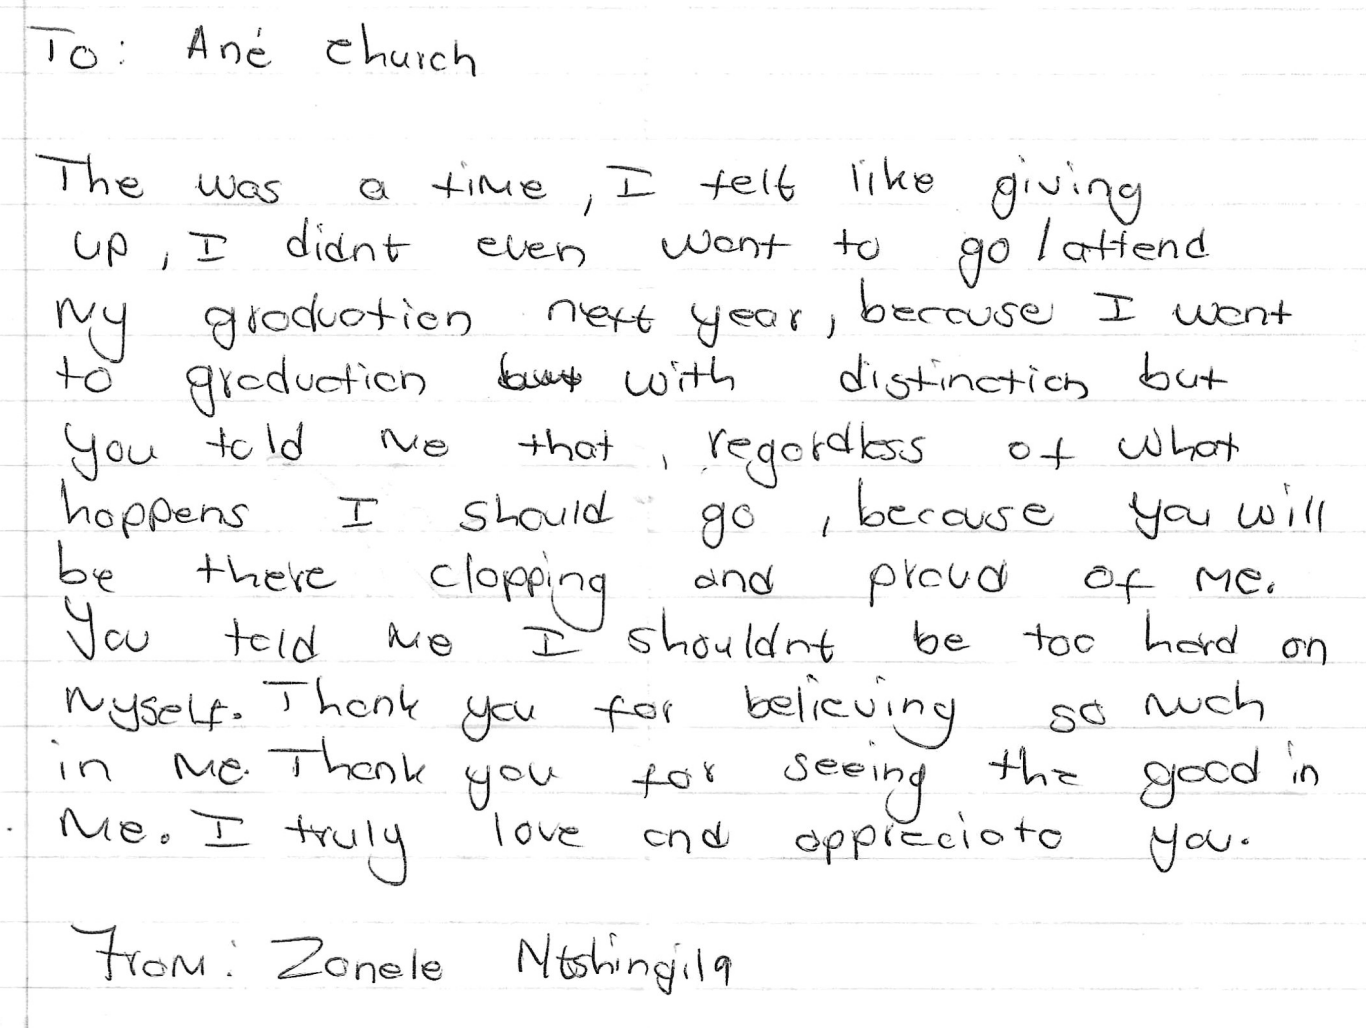 To: Ané Church
The was a time, I felt like giving
up, I didnt even want to go/attend
My graduation next year, because I want
to graduation but with distinction but
you told Me that, regardless of what
happens I should go, because you will
be there clapping and proud of Me.
You told Me I shouldnt be too hard on
Myself. Thank you for believing so Much
in Me. Thank you for seeing the good in
Me. I truly love and appreciate you.
From: Zanele Ntshingila